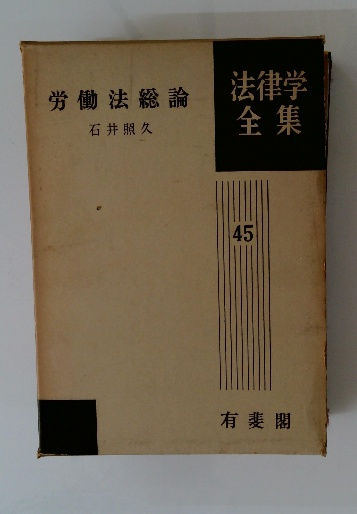 労働法総論
石井照久
法律学
全集
45
有斐閣